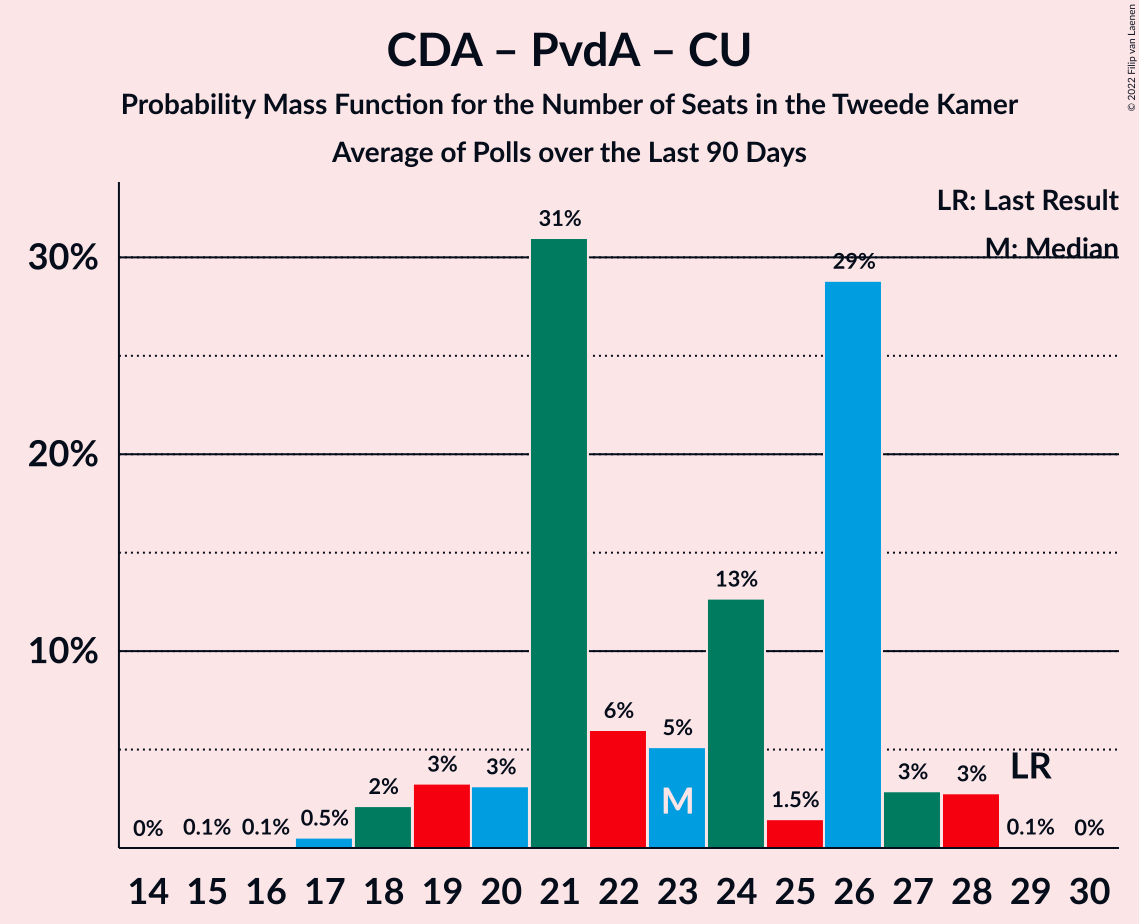 CDA – PvdA – CU
Probability Mass Function for the Number of Seats in the Tweede Kamer
Average of Polls over the Last 90 Days
© 2022 Filip van Laenen
LR: Last Result
M: Median
30%
20%
10%
0%
0.1%
0.1%
0.5%
2%
3%
3%
31%
6%
5%
13%
1.5%
29%
3%
3%
0.1%
0%
M
LR
14 15 16 17 18 19 20 21 22 23 24 25 26 27 28 29 30